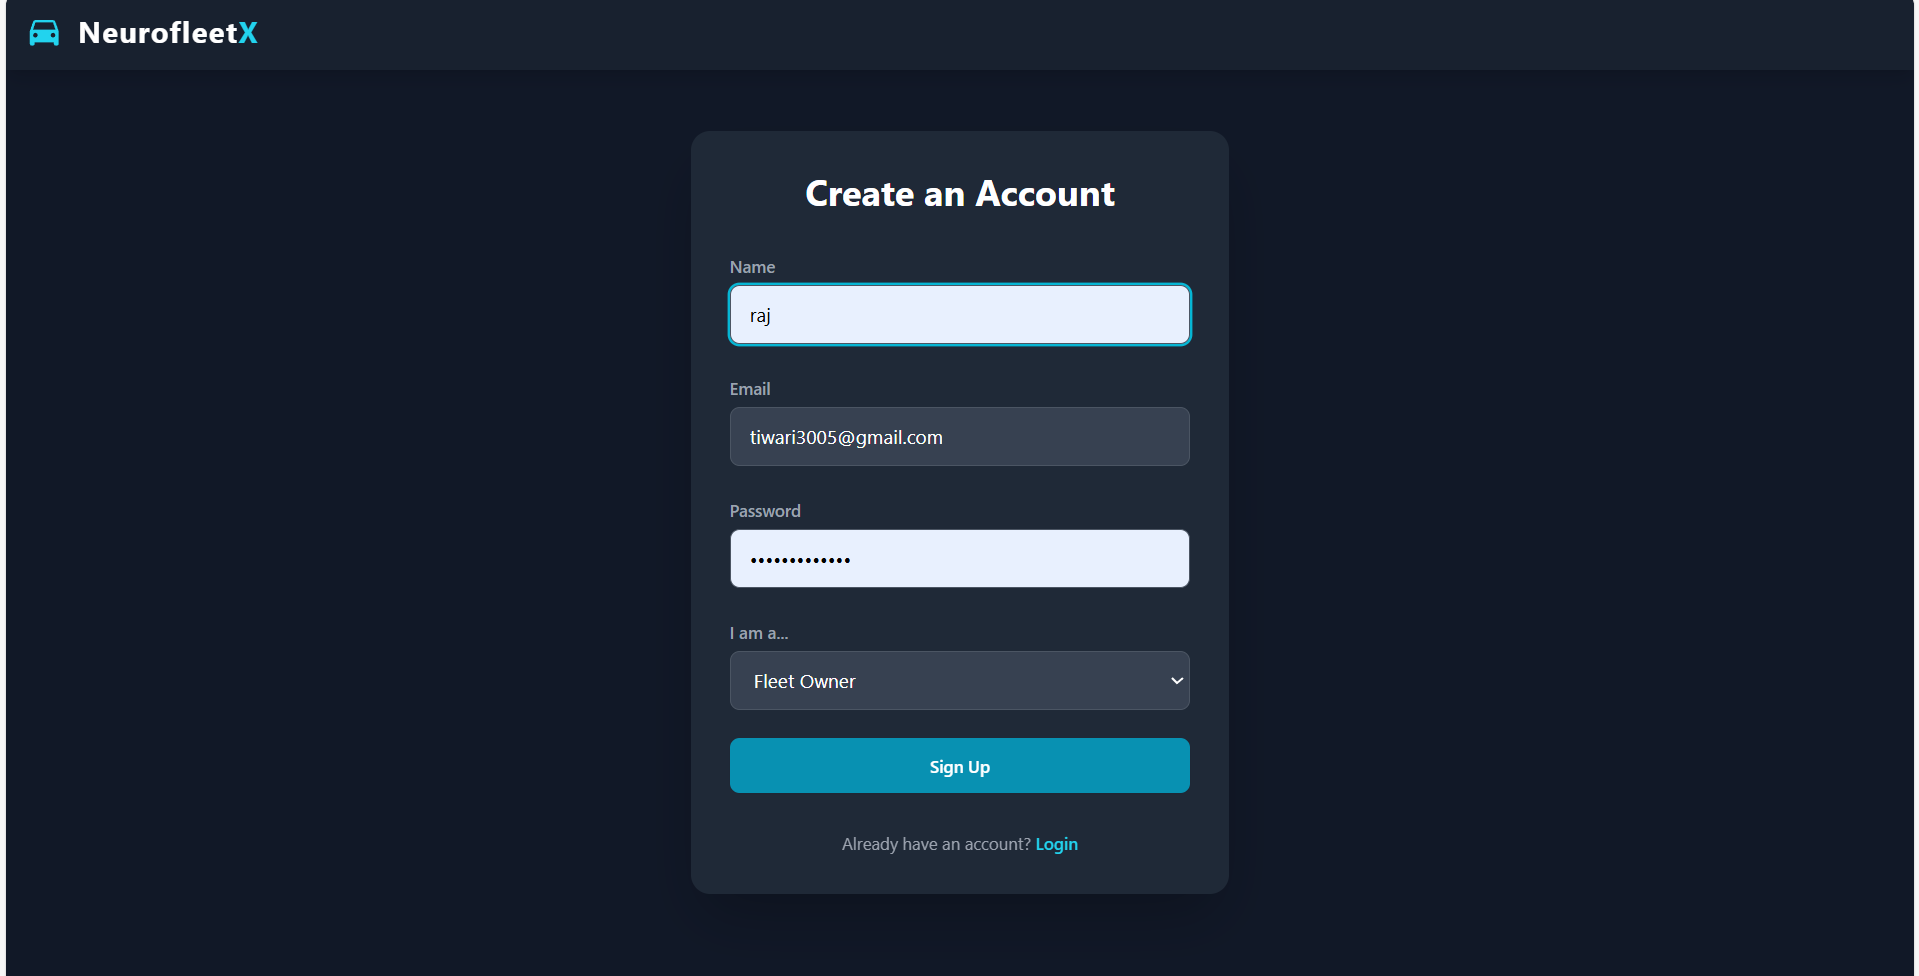 NeurofleetX
Create an Account
Name
raj
Email
tiwari3005@gmail.com
Password
•••••••••••••
I am a...
Fleet Owner
Sign Up
Already have an account? Login